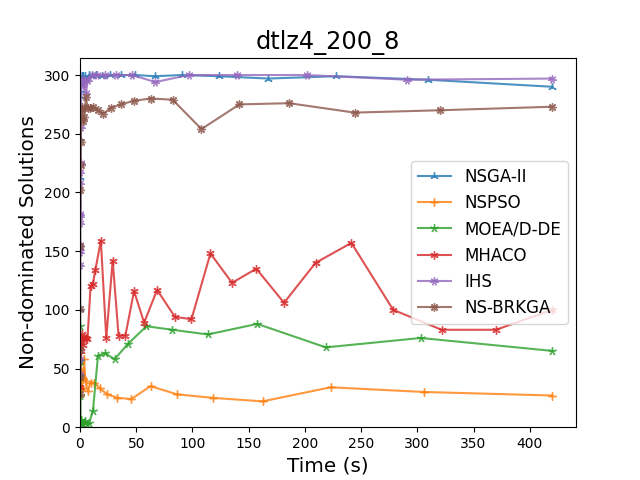 dtlz4_200_8
Non-dominated Solutions
300
250
200
150
100
50
0
NSGA-II
NSPSO
MOEA/D-DE
MHACO
IHS
NS-BRKGA
0 50 100 150 200 250 300 350 400
Time (s)